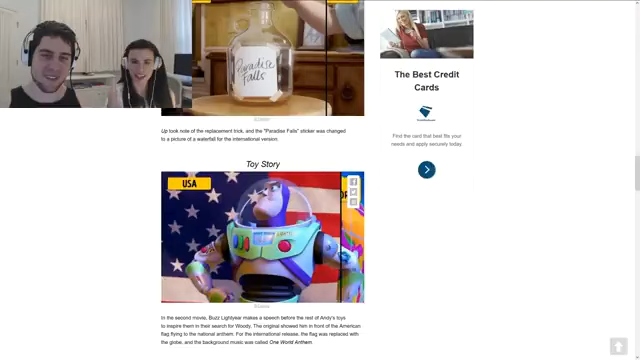 Paradise
Falls
The Best Credit
Cards
Find the card that best fits your
needs and apply securely today.
Up took note of the replacement trick, and the "Paradise Falls" sticker was changed
to a picture of a waterfall for the international version.
Toy Story
USA
In the second movie, Buzz Lightyear makes a speech before the rest of Andy's toys
to inspire them in their search for Woody. The original showed him in front of the American
flag flying to the national anthem. For the international release, the flag was replaced with
the globe, and the background music was called One World Anthem.